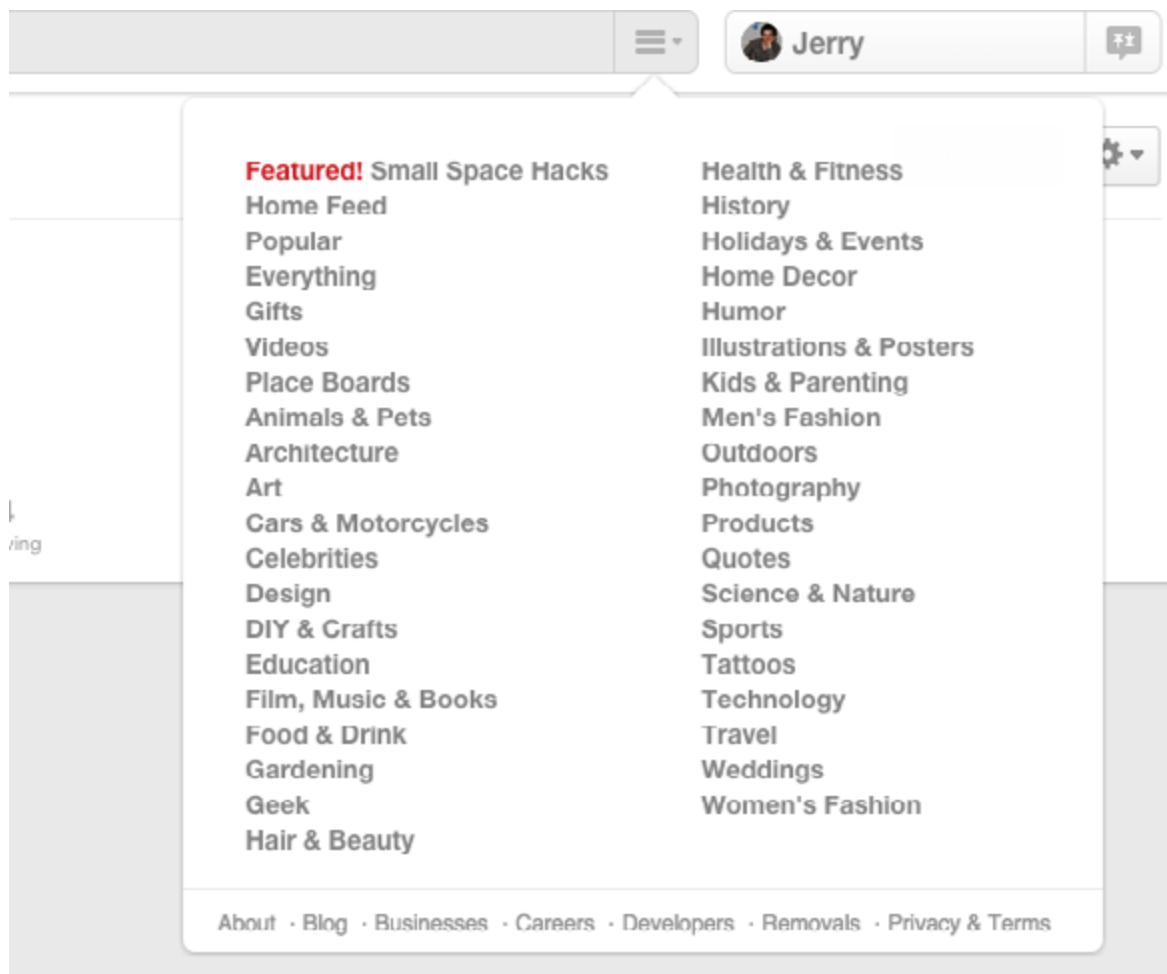 Jerry
Featured! Small Space Hacks
Home Feed
Popular
Everything
Gifts
Videos
Place Boards
Animals & Pets
Architecture
Art
Cars & Motorcycles
Celebrities
Design
DIY & Crafts
Education
Film, Music & Books
Food & Drink
Gardening
Geek
Hair & Beauty
Health & Fitness
History
Holidays & Events
Home Decor
Humor
Illustrations & Posters
Kids & Parenting
Men's Fashion
Outdoors
Photography
Products
Quotes
Science & Nature
Sports
Tattoos
Technology
Travel
Weddings
Women's Fashion
About · Blog · Businesses · Careers · Developers · Removals · Privacy & Terms